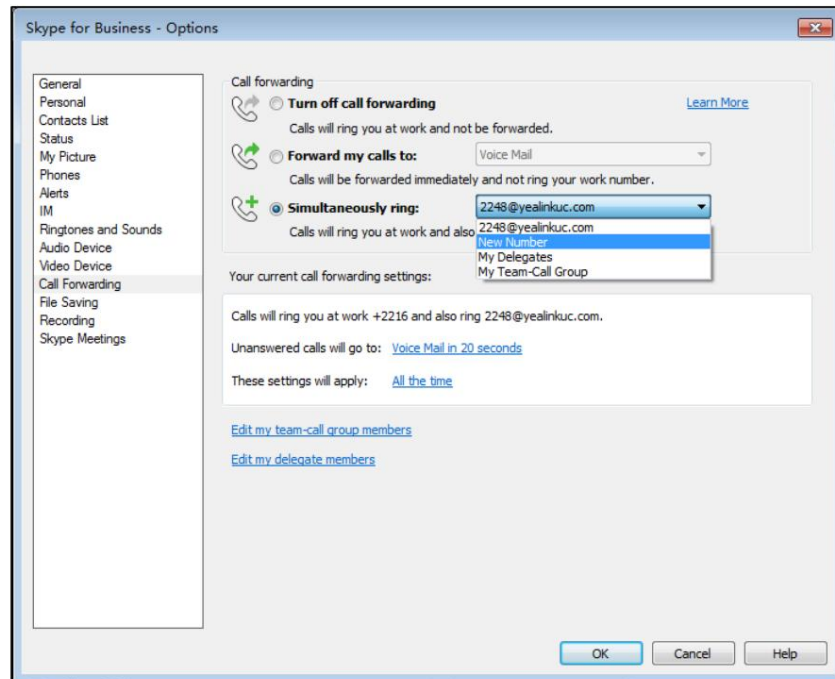 Skype for Business - Options
General
Personal
Contacts List
Status
My Picture
Phones
Alerts
IM
Ringtones and Sounds
Audio Device
Video Device
Call Forwarding
File Saving
Recording
Skype Meetings
Call forwarding
Turn off call forwarding
Learn More
Calls will ring you at work and not be forwarded.
Forward my calls to:
Voice Mail
Calls will be forwarded immediately and not ring your work number.
Simultaneously ring:
2248@yealinkuc.com
Calls will ring you at work and also
2248@yealinkuc.com
New Number
My Delegates
My Team-Call Group
Your current call forwarding settings:
Calls will ring you at work +2216 and also ring 2248@yealinkuc.com.
Unanswered calls will go to: Voice Mail in 20 seconds
These settings will apply: All the time
Edit my team-call group members
Edit my delegate members
OK
Cancel
Help